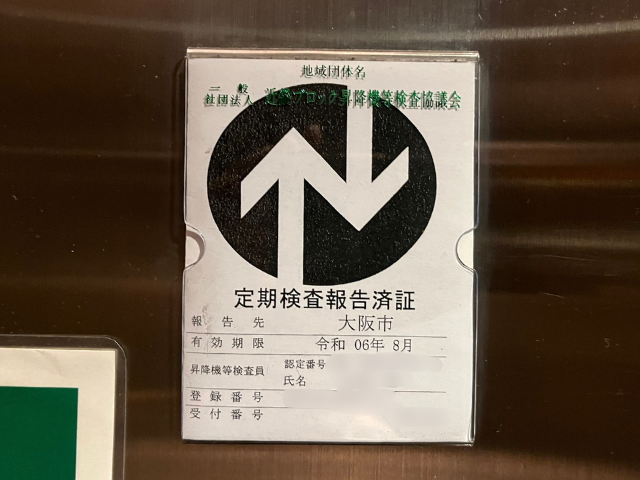 地域団体名
一般
社団法人 近畿ブロック昇降機等検査協議会
定期検査報告済証
報告先 大阪市
有効期限 令和 06年 8月
昇降機等検査員 認定番号
氏名
登録番号
受付番号